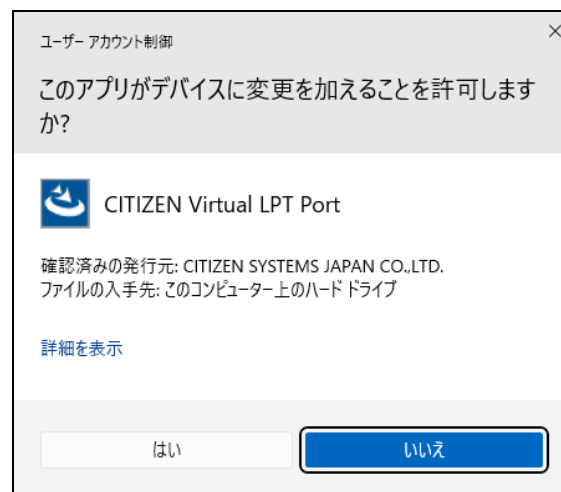 ユーザー アカウント制御
このアプリがデバイスに変更を加えることを許可します
か?
CITIZEN Virtual LPT Port
確認済みの発行元: CITIZEN SYSTEMS JAPAN CO.,LTD.
ファイルの入手先: このコンピューター上のハード ドライブ
詳細を表示
はい
いいえ